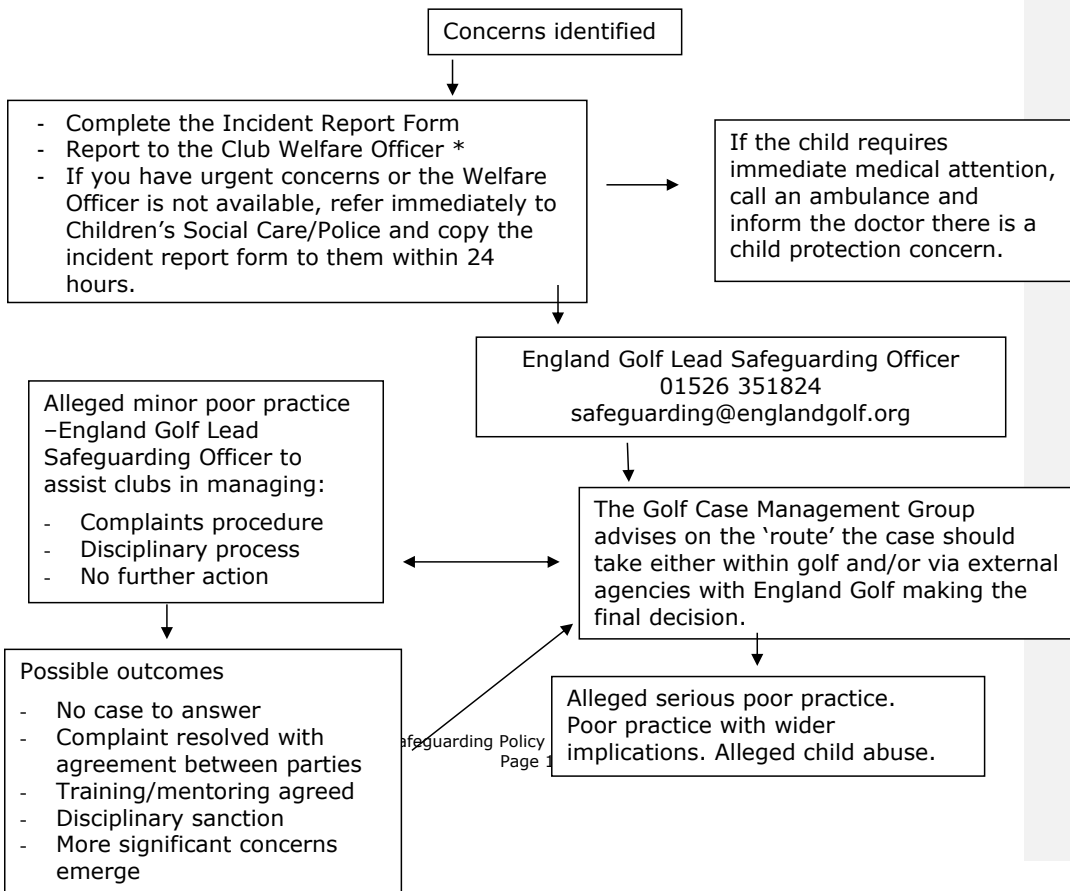 Concerns identified
- Complete the Incident Report Form
- Report to the Club Welfare Officer *
- If you have urgent concerns or the Welfare
Officer is not available, refer immediately to
Children’s Social Care/Police and copy the
incident report form to them within 24
hours.
If the child requires
immediate medical attention,
call an ambulance and
inform the doctor there is a
child protection concern.
England Golf Lead Safeguarding Officer
01526 351824
safeguarding@englandgolf.org
Alleged minor poor practice
–England Golf Lead
Safeguarding Officer to
assist clubs in managing:
- Complaints procedure
- Disciplinary process
- No further action
The Golf Case Management Group
advises on the ‘route’ the case should
take either within golf and/or via external
agencies with England Golf making the
final decision.
Possible outcomes
- No case to answer
- Complaint resolved with
agreement between parties
- Training/mentoring agreed
- Disciplinary sanction
- More significant concerns
emerge
Alleged serious poor practice.
Poor practice with wider
implications. Alleged child abuse.
afeguarding Policy
Page 1